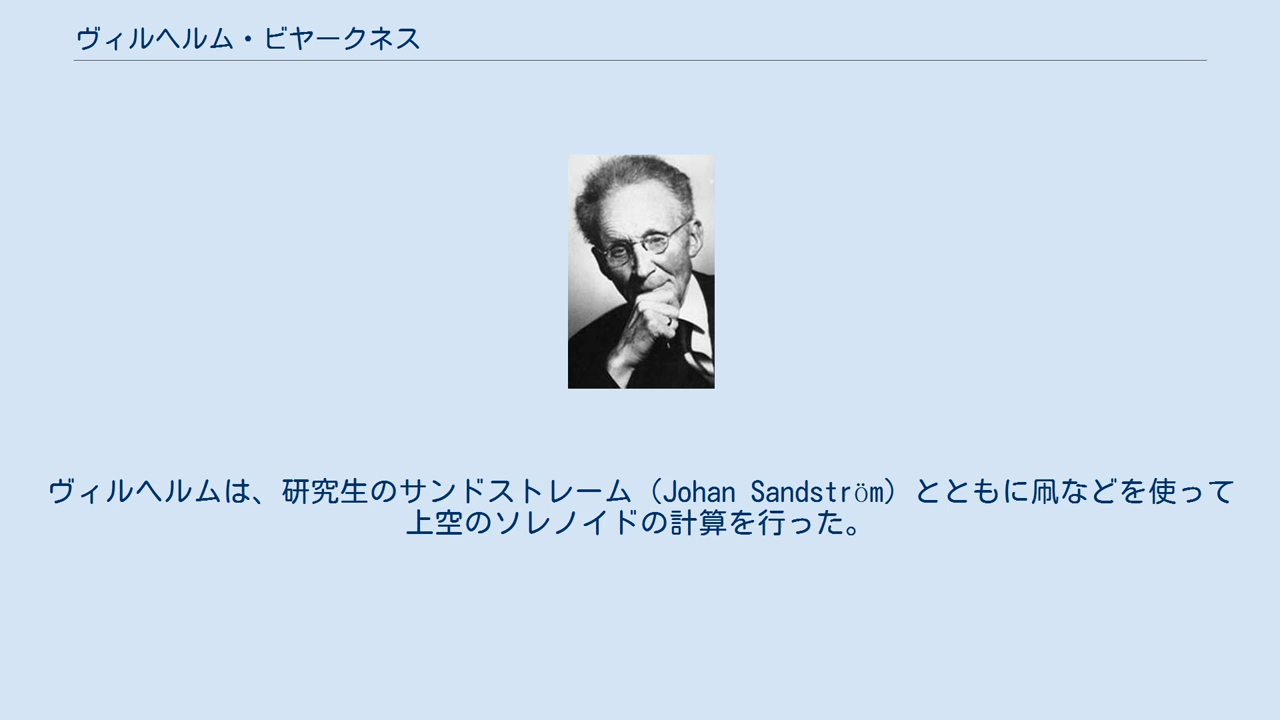 ヴィルヘルム・ビヤークネス
ヴィルヘルムは、研究生のサンドストレーム（Johan Sandström）とともに凧などを使って
上空のソレノイドの計算を行った。